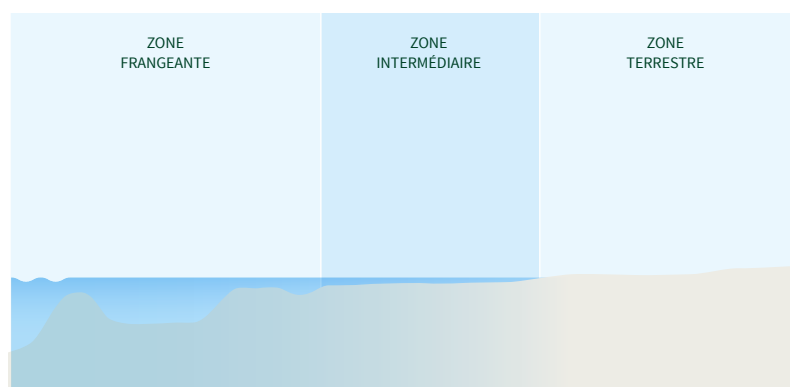 ZONE
FRANGEANTE
ZONE
INTERMÉDIAIRE
ZONE
TERRESTRE